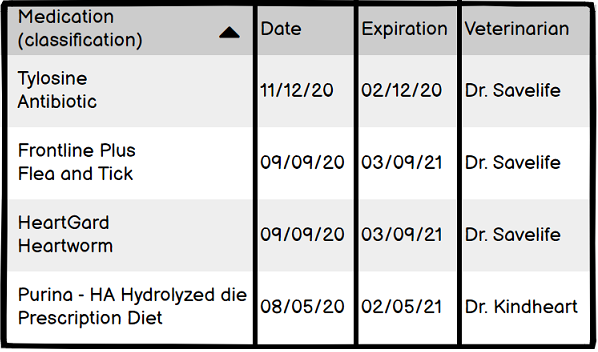 Medication
(classification) ▲ Date Expiration Veterinarian
Tylosine
Antibiotic 11/12/20 02/12/20 Dr. Savelife
Frontline Plus
Flea and Tick 09/09/20 03/09/21 Dr. Savelife
HeartGard
Heartworm 09/09/20 03/09/21 Dr. Savelife
Purina - HA Hydrolyzed die
Prescription Diet 08/05/20 02/05/21 Dr. Kindheart